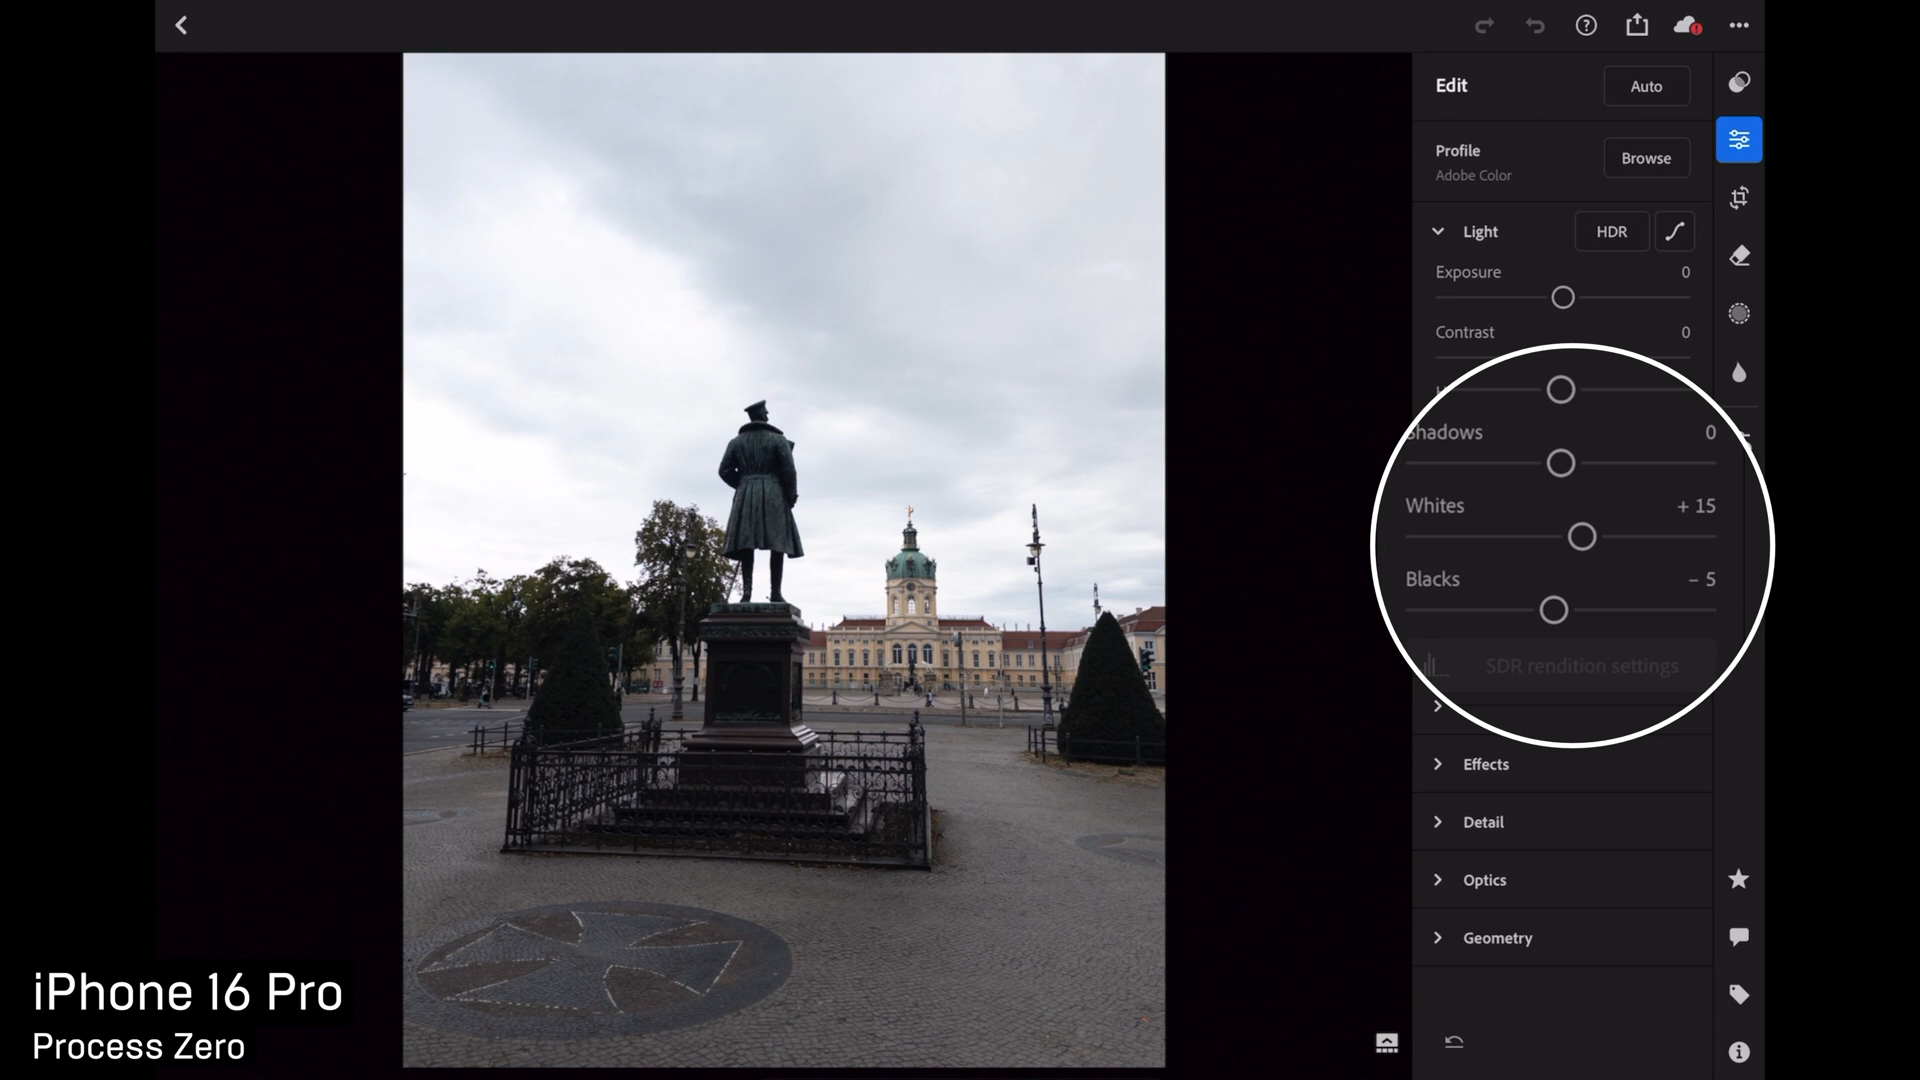 Edit
Auto
Profile
Adobe Color
Browse
Light
HDR
Exposure 0
Contrast 0
Shadows 0
Whites + 15
Blacks – 5
SDR rendition settings
Effects
Detail
Optics
Geometry
iPhone 16 Pro
Process Zero